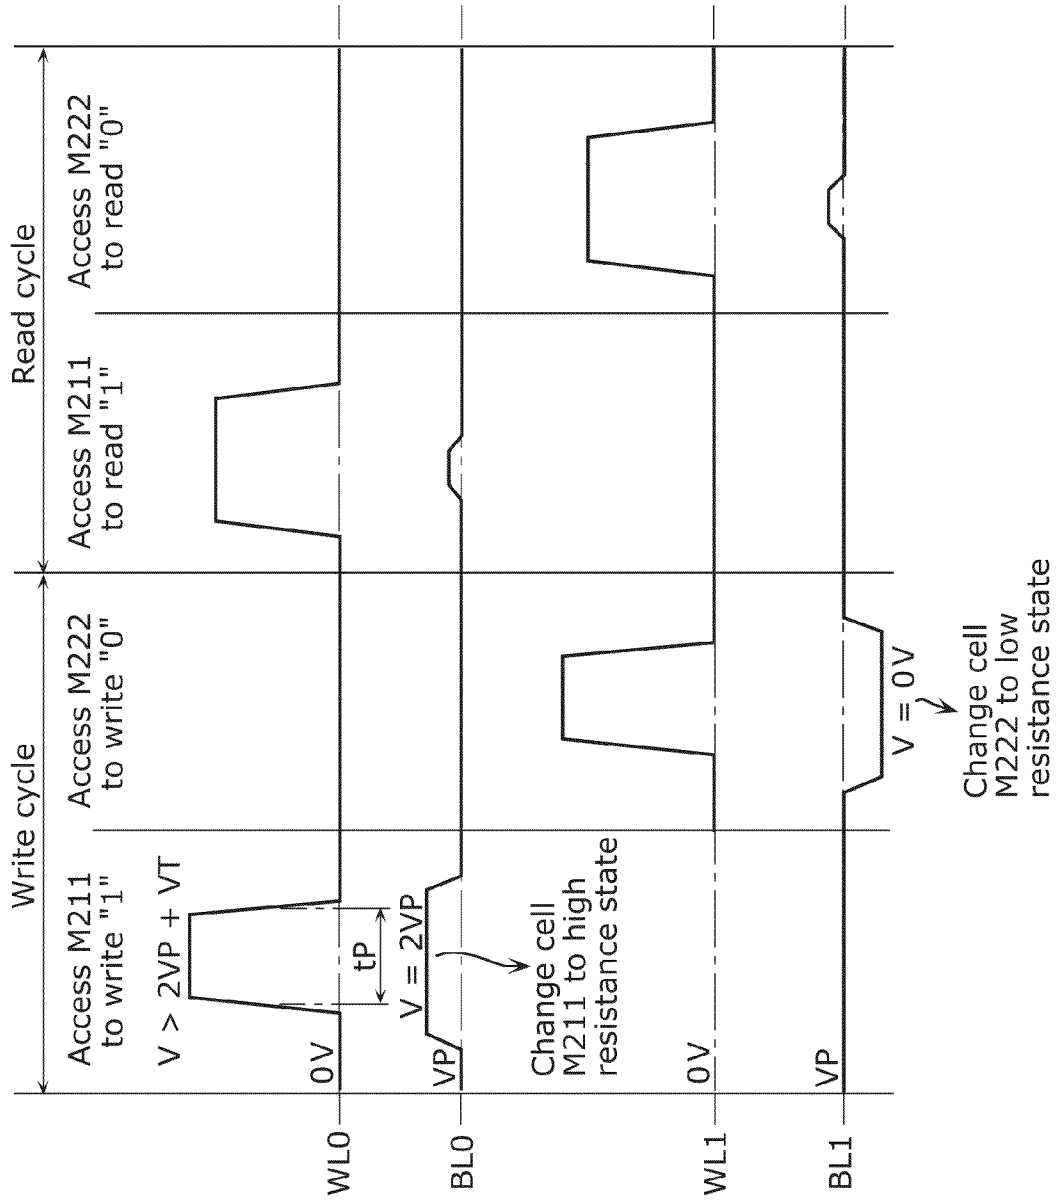 Write cycle
Read cycle
Access M211
to write "1"
Access M222
to write "0"
Access M211
to read "1"
Access M222
to read "0"
V > 2VP + VT
WL0
0V
tP
V = 2VP
BL0
VP
Change cell
M211 to high
resistance state
WL1
0V
BL1
VP
V = 0V
Change cell
M222 to low
resistance state